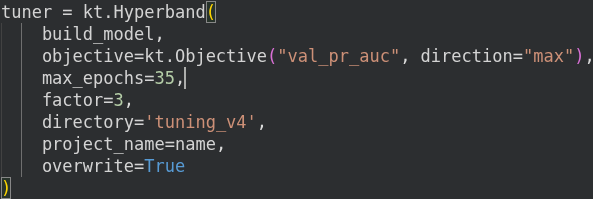 tuner = kt.Hyperband(
    build_model,
    objective=kt.Objective("val_pr_auc", direction="max"),
    max_epochs=35,
    factor=3,
    directory='tuning_v4',
    project_name=name,
    overwrite=True
)